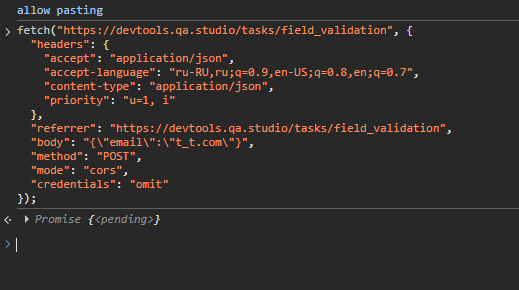 allow pasting
fetch("https://devtools.qa.studio/tasks/field_validation", {
  "headers": {
    "accept": "application/json",
    "accept-language": "ru-RU,ru;q=0.9,en-US;q=0.8,en;q=0.7",
    "content-type": "application/json",
    "priority": "u=1, i"
  },
  "referrer": "https://devtools.qa.studio/tasks/field_validation",
  "body": "{\"email\":\"t_t.com\"}",
  "method": "POST",
  "mode": "cors",
  "credentials": "omit"
});
Promise {<pending>}